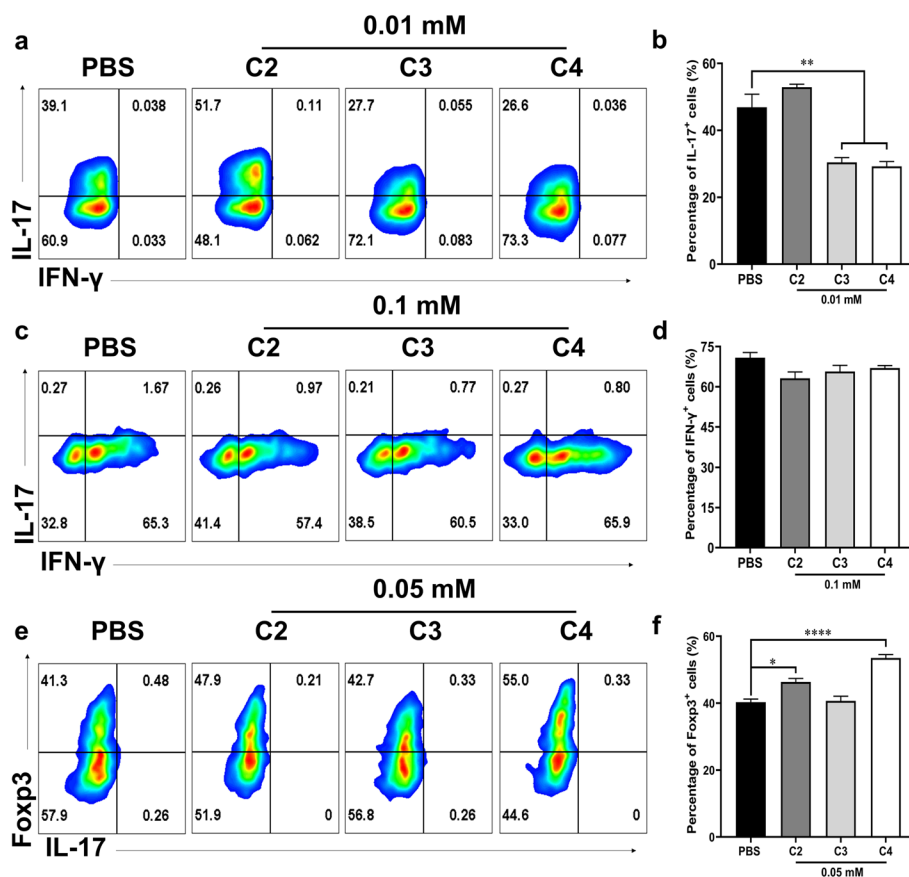 a
0.01 mM
PBS C2 C3 C4
39.1 0.038 51.7 0.11 27.7 0.055 26.6 0.036
60.9 0.033 48.1 0.062 72.1 0.083 73.3 0.077
IL-17
IFN-γ
b
Percentage of IL-17+ cells (%)
60
40
20
0
**
PBS C2 C3 C4
0.01 mM
c
0.1 mM
PBS C2 C3 C4
0.27 1.67 0.26 0.97 0.21 0.77 0.27 0.80
32.8 65.3 41.4 57.4 38.5 60.5 33.0 65.9
IL-17
IFN-γ
d
Percentage of IFN-γ+ cells (%)
75
60
45
30
15
0
PBS C2 C3 C4
0.1 mM
e
0.05 mM
PBS C2 C3 C4
41.3 0.48 47.9 0.21 42.7 0.33 55.0 0.33
57.9 0.26 51.9 0 56.8 0.26 44.6 0
Foxp3
IL-17
f
Percentage of Foxp3+ cells (%)
60
40
20
0
*
****
PBS C2 C3 C4
0.05 mM